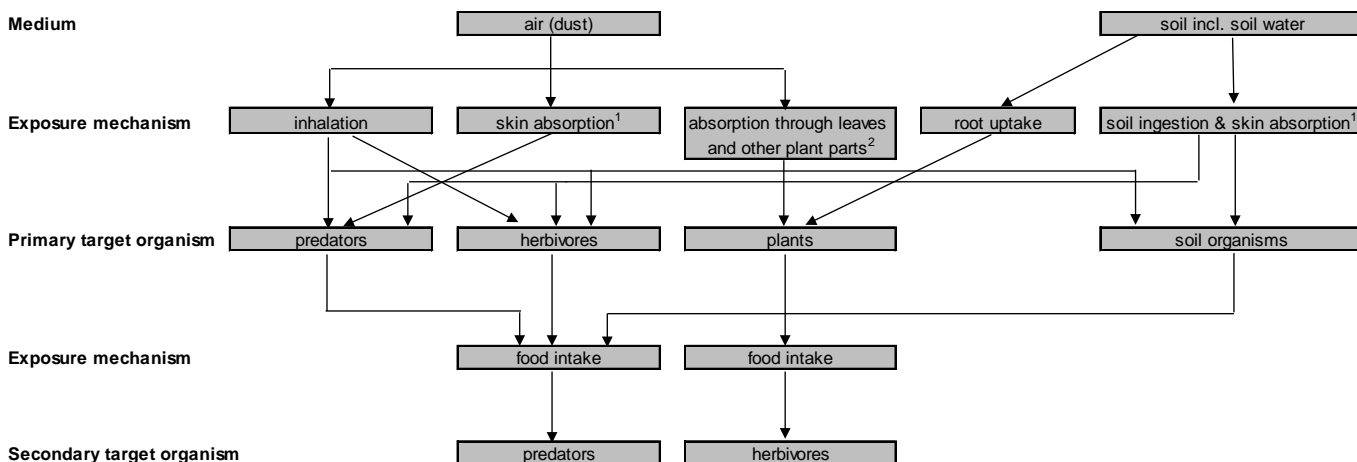 Medium
air (dust)
soil incl. soil water
Exposure mechanism
inhalation
skin absorption¹
absorption through leaves
and other plant parts²
root uptake
soil ingestion & skin absorption¹
Primary target organism
predators
herbivores
plants
soil organisms
Exposure mechanism
food intake
food intake
Secondary target organism
predators
herbivores